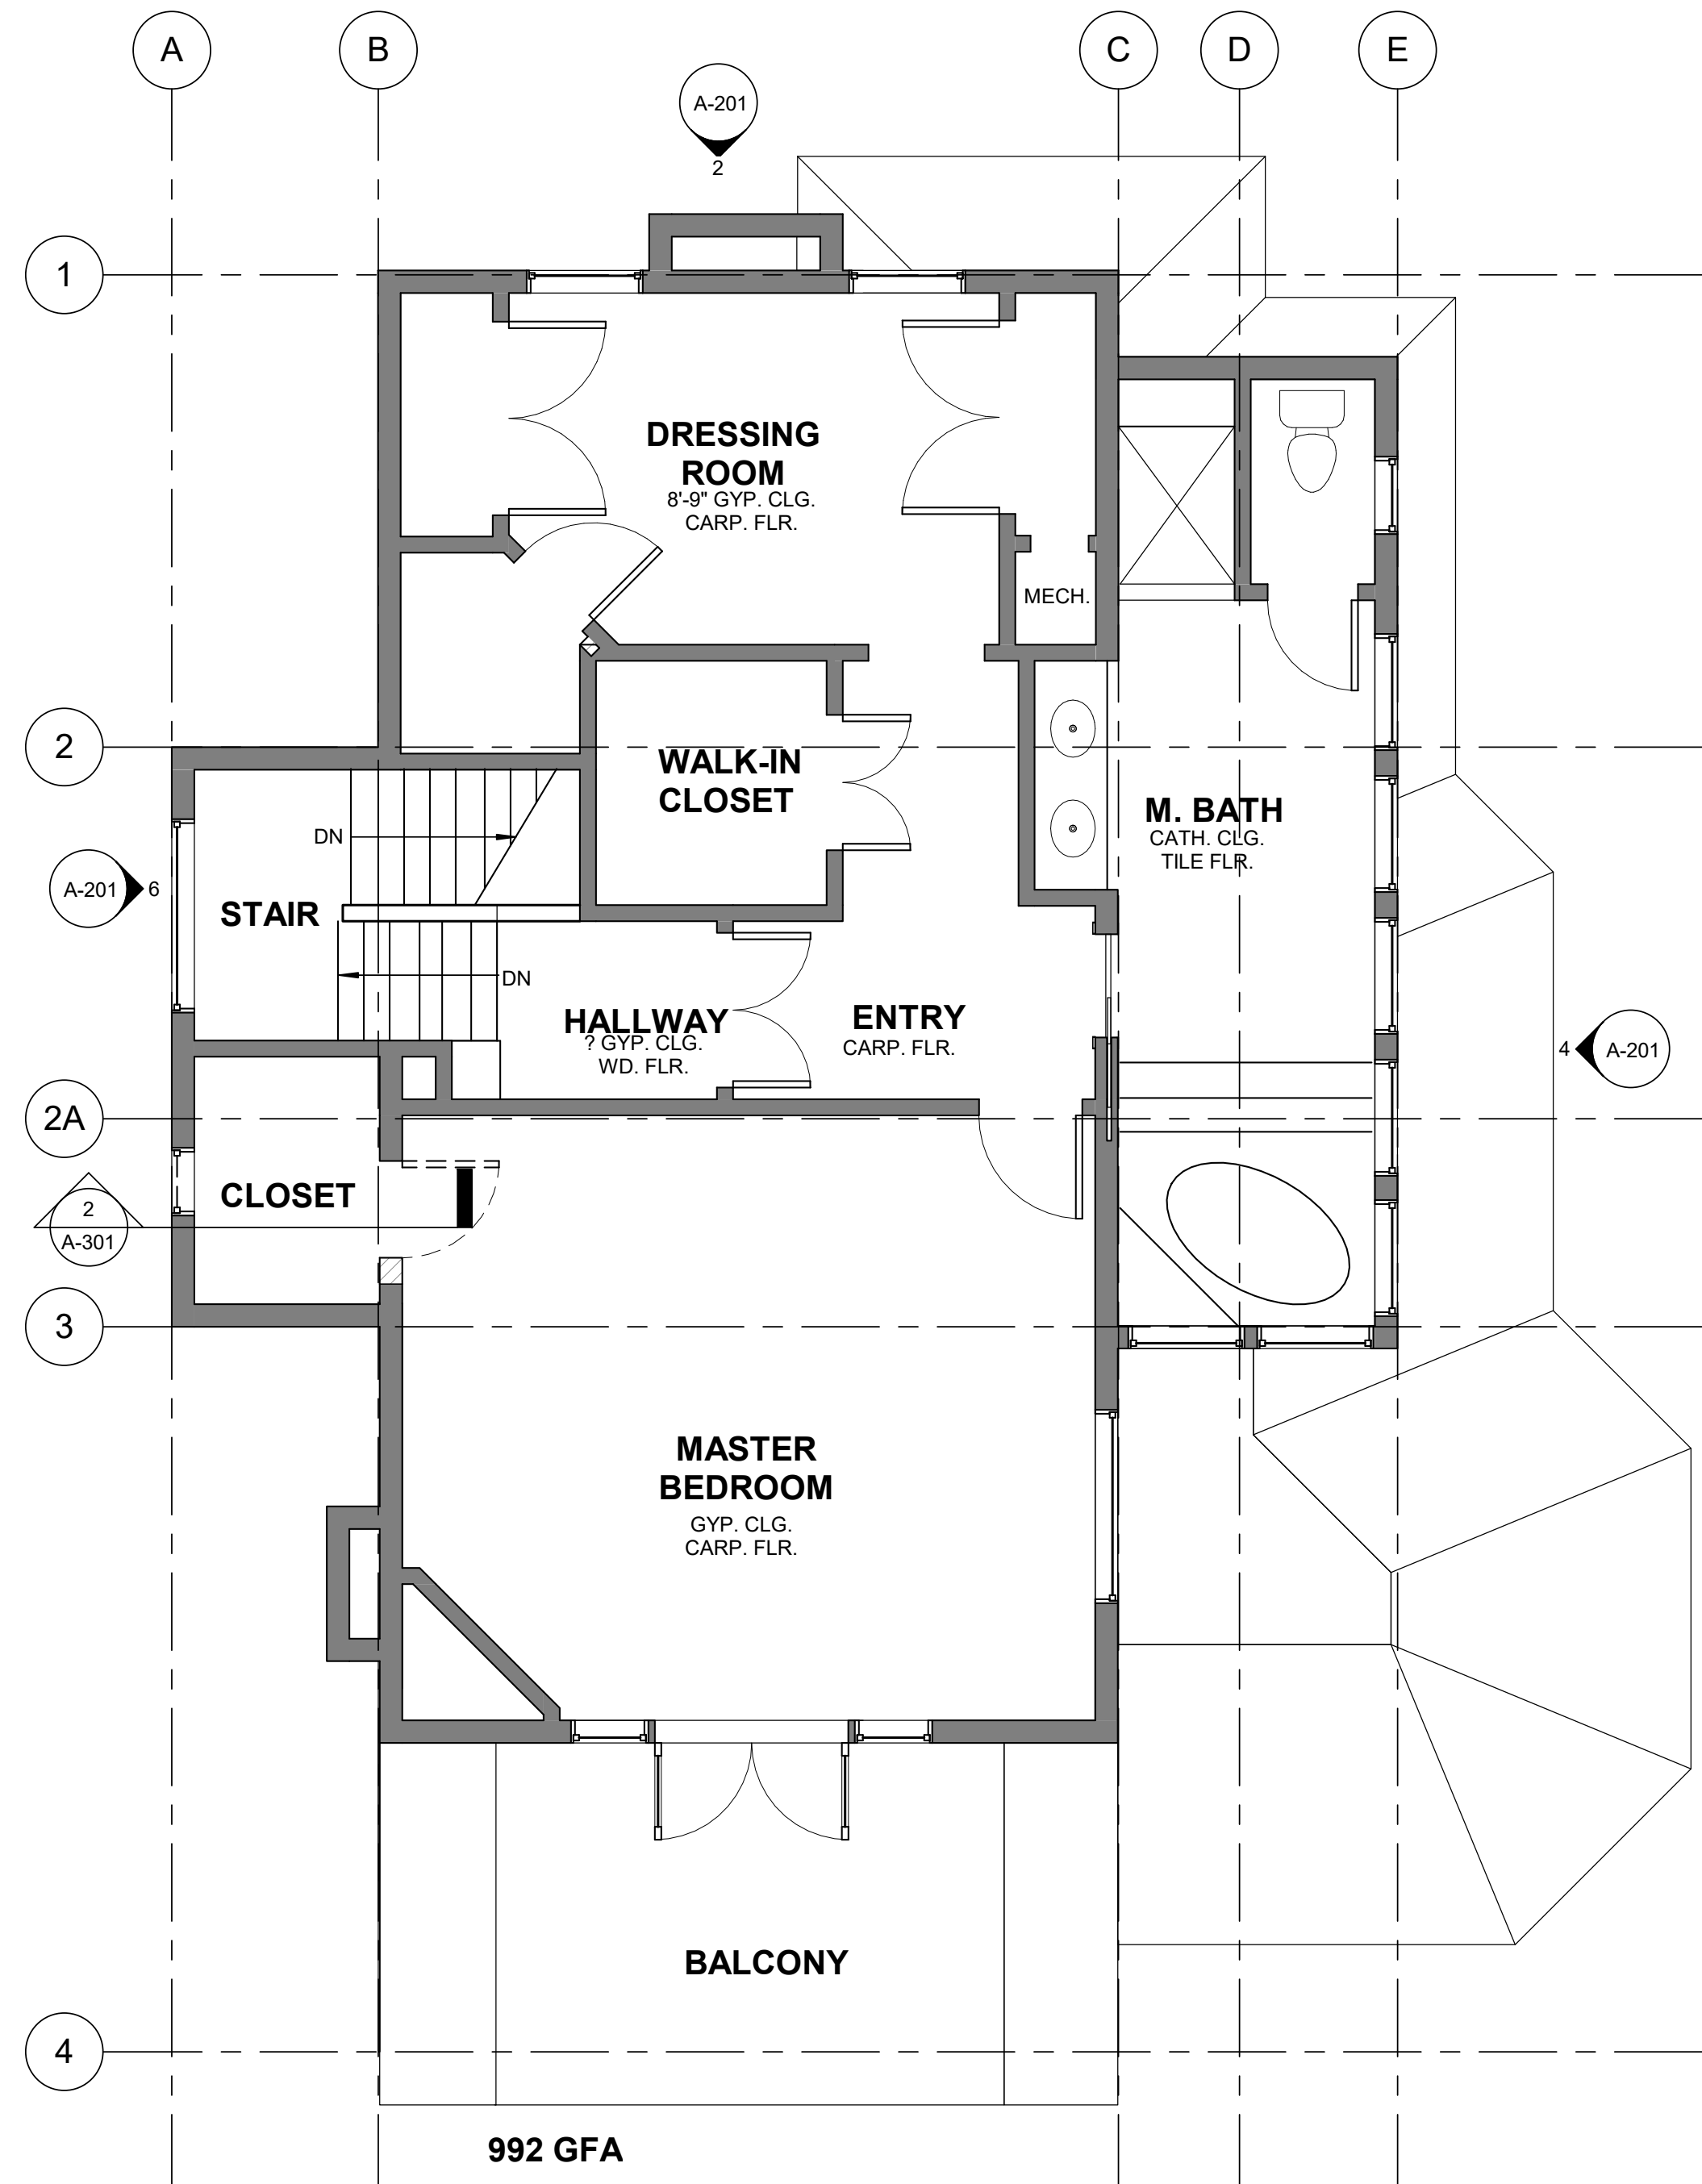 A
B
C
D
E
A-201
2
1
DRESSING
ROOM
8'-9" GYP. CLG.
CARP. FLR.
MECH.
2
WALK-IN
CLOSET
M. BATH
CATH. CLG.
TILE FLR.
DN
A-201
6
STAIR
DN
HALLWAY
? GYP. CLG.
WD. FLR.
ENTRY
CARP. FLR.
4
A-201
2A
CLOSET
2
A-301
3
MASTER
BEDROOM
GYP. CLG.
CARP. FLR.
BALCONY
4
992 GFA